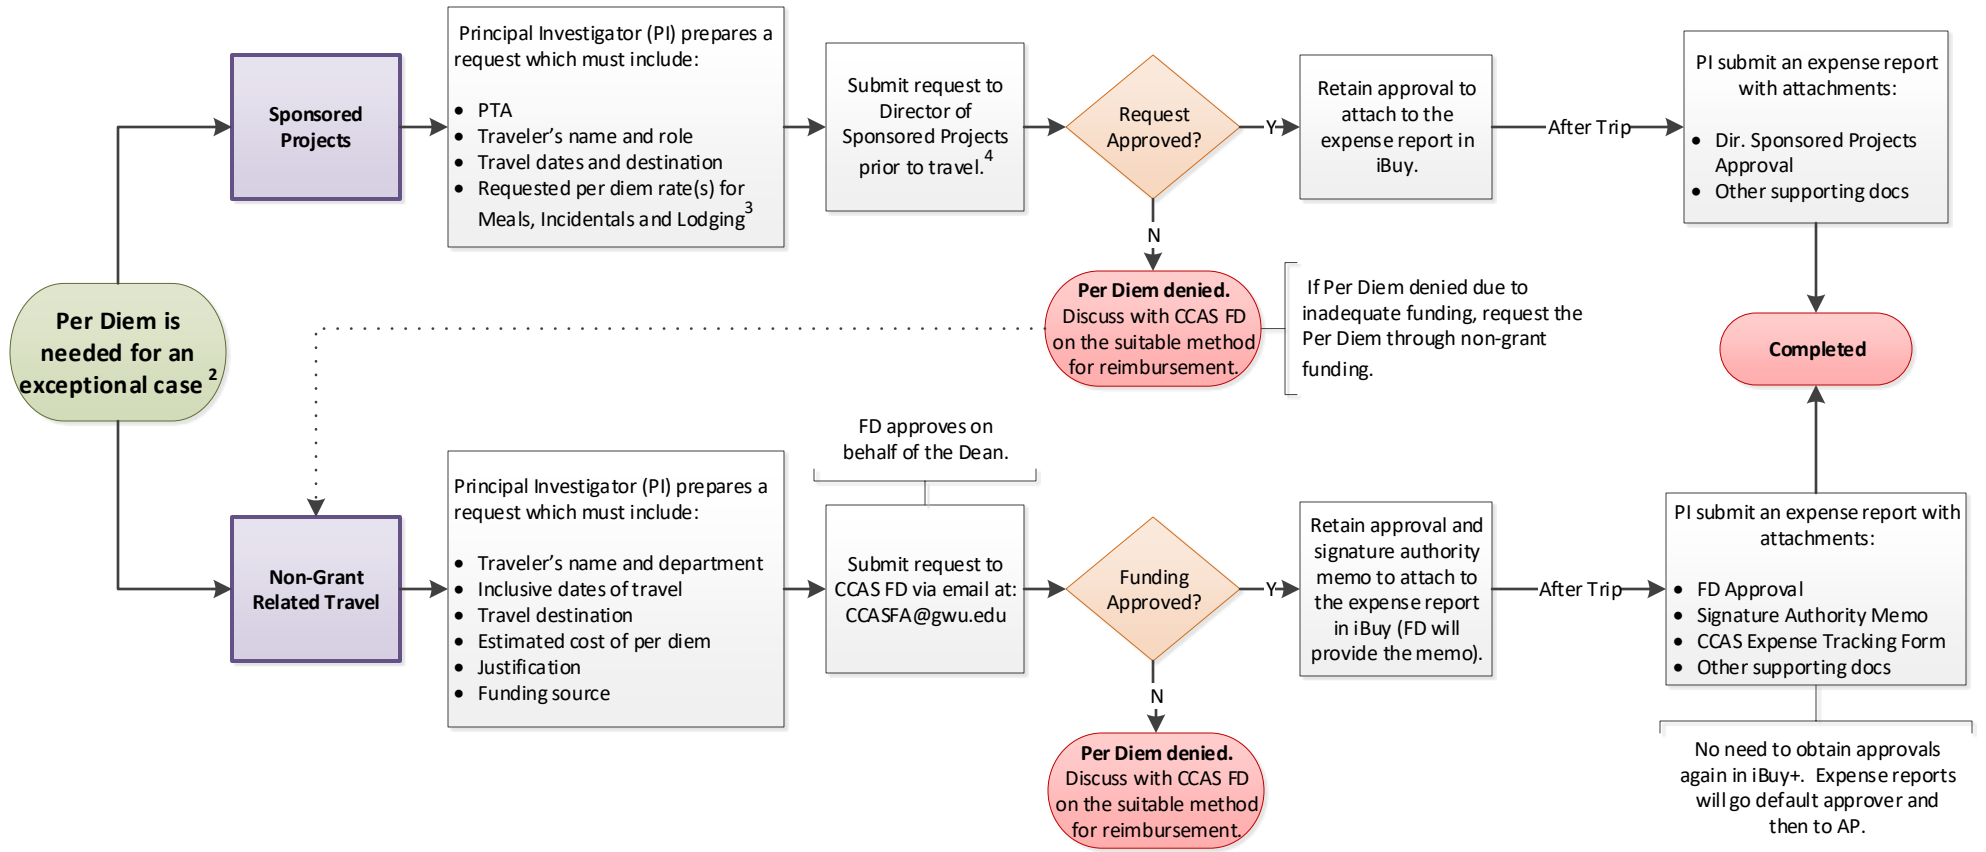 Per Diem is
needed for an
exceptional case 2
Sponsored
Projects
Principal Investigator (PI) prepares a
request which must include:
• PTA
• Traveler's name and role
• Travel dates and destination
• Requested per diem rate(s) for
Meals, Incidentals and Lodging3
Submit request to
Director of
Sponsored Projects
prior to travel.4
Request
Approved?
Y
Retain approval to
attach to the
expense report in
iBuy.
After Trip
PI submit an expense report
with attachments:
• Dir. Sponsored Projects
Approval
• Other supporting docs
N
Per Diem denied.
Discuss with CCAS FD
on the suitable method
for reimbursement.
If Per Diem denied due to
inadequate funding, request the
Per Diem through non-grant
funding.
Completed
Non-Grant
Related Travel
Principal Investigator (PI) prepares a
request which must include:
• Traveler's name and department
• Inclusive dates of travel
• Travel destination
• Estimated cost of per diem
• Justification
• Funding source
FD approves on
behalf of the Dean.
Submit request to
CCAS FD via email at:
CCASFA@gwu.edu
Funding
Approved?
Y
Retain approval and
signature authority
memo to attach to
the expense report
in iBuy (FD will
provide the memo).
After Trip
PI submit an expense report with
attachments:
• FD Approval
• Signature Authority Memo
• CCAS Expense Tracking Form
• Other supporting docs
N
Per Diem denied.
Discuss with CCAS FD
on the suitable method
for reimbursement.
No need to obtain approvals
again in iBuy+. Expense reports
will go default approver and
then to AP.